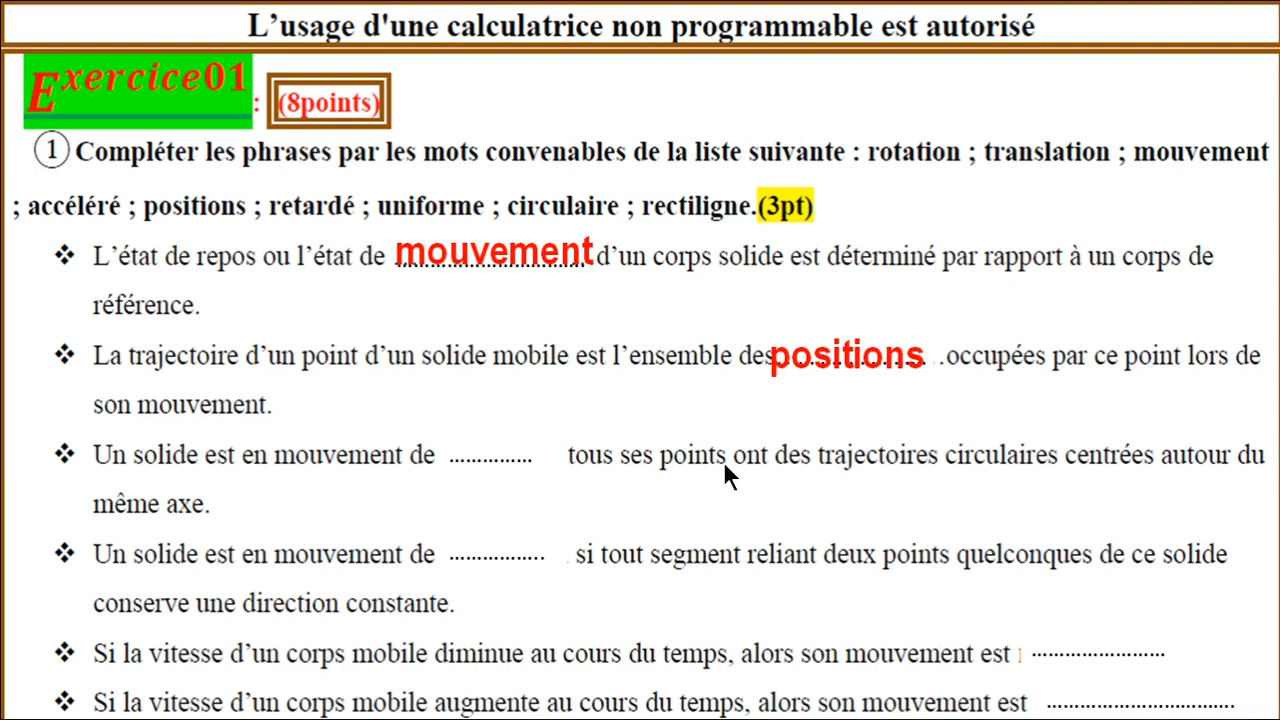 L’usage d'une calculatrice non programmable est autorisé
Exercice01 : (8points)
1 Compléter les phrases par les mots convenables de la liste suivante : rotation ; translation ; mouvement
; accéléré ; positions ; retardé ; uniforme ; circulaire ; rectiligne.(3pt)
❖ L’état de repos ou l’état de mouvement d’un corps solide est déterminé par rapport à un corps de
référence.
❖ La trajectoire d’un point d’un solide mobile est l’ensemble des positions .occupées par ce point lors de
son mouvement.
❖ Un solide est en mouvement de ............... tous ses points ont des trajectoires circulaires centrées autour du
même axe.
❖ Un solide est en mouvement de ................. si tout segment reliant deux points quelconques de ce solide
conserve une direction constante.
❖ Si la vitesse d’un corps mobile diminue au cours du temps, alors son mouvement est ........................
❖ Si la vitesse d’un corps mobile augmente au cours du temps, alors son mouvement est .................................